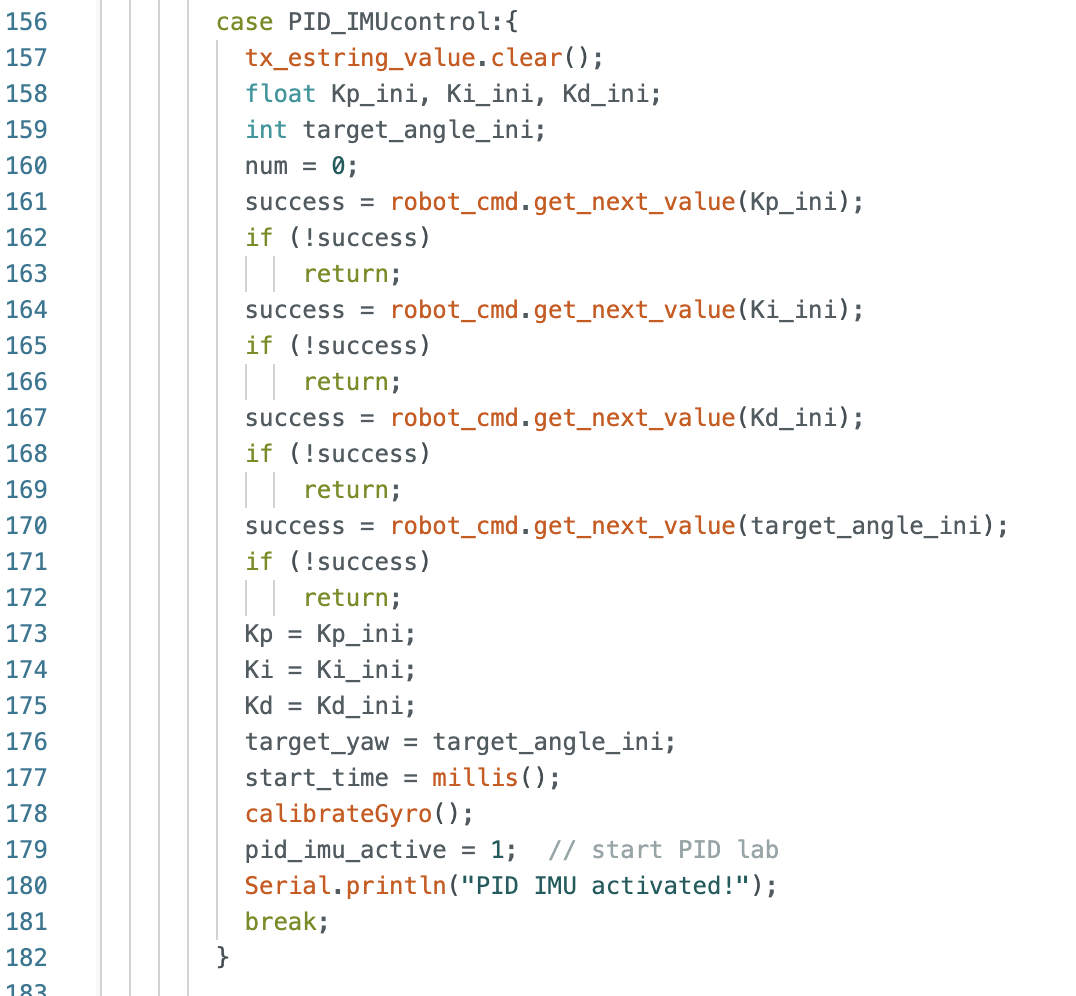 156 case PID_IMUcontrol:{
157 tx_estring_value.clear();
158 float Kp_ini, Ki_ini, Kd_ini;
159 int target_angle_ini;
160 num = 0;
161 success = robot_cmd.get_next_value(Kp_ini);
162 if (!success)
163 return;
164 success = robot_cmd.get_next_value(Ki_ini);
165 if (!success)
166 return;
167 success = robot_cmd.get_next_value(Kd_ini);
168 if (!success)
169 return;
170 success = robot_cmd.get_next_value(target_angle_ini);
171 if (!success)
172 return;
173 Kp = Kp_ini;
174 Ki = Ki_ini;
175 Kd = Kd_ini;
176 target_yaw = target_angle_ini;
177 start_time = millis();
178 calibrateGyro();
179 pid_imu_active = 1;  // start PID lab
180 Serial.println("PID IMU activated!");
181 break;
182 }
183